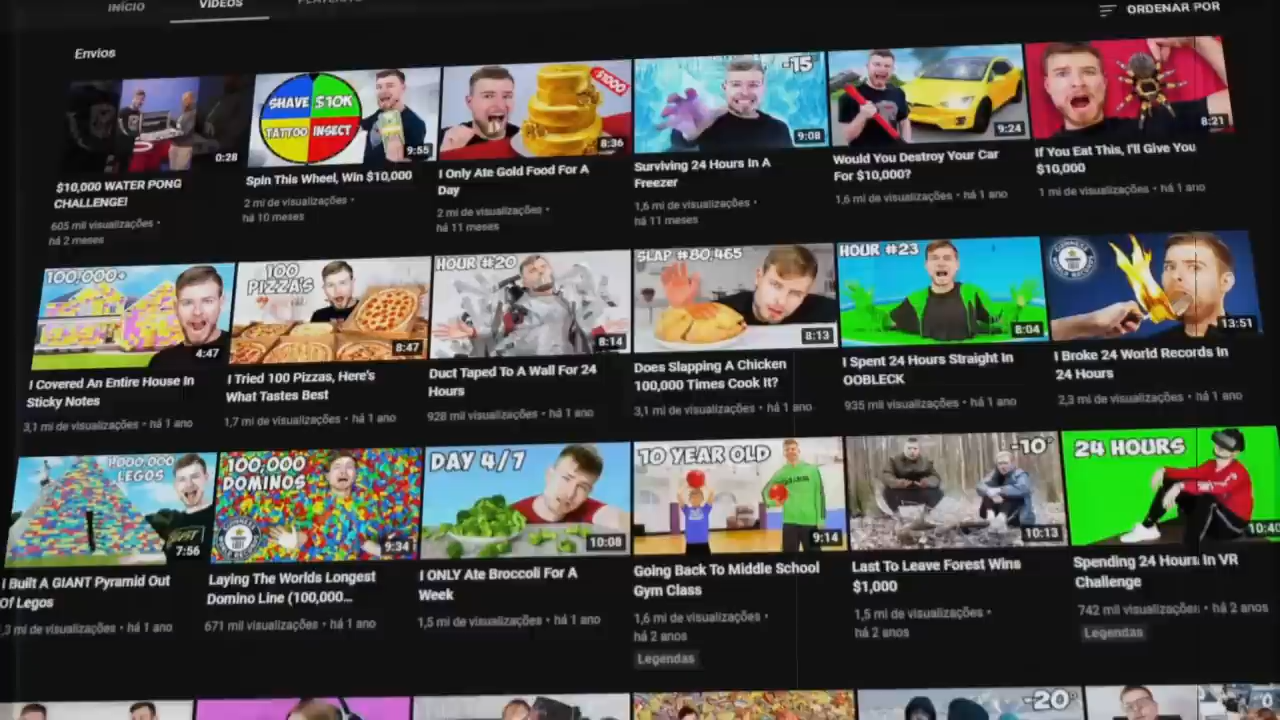 INÍCIO
VÍDEOS
ORDENAR POR
Envios
0:28
SHAVE $10K
TATTOO INSECT
9:55
$1000
8:36
-15°
9:08
9:24
8:21
$10,000 WATER PONG
CHALLENGE!
605 mil visualizações •
há 2 meses
Spin This Wheel, Win $10,000
2 mi de visualizações •
há 10 meses
I Only Ate Gold Food For A
Day
2 mi de visualizações •
há 11 meses
Surviving 24 Hours In A
Freezer
1,6 mi de visualizações •
há 11 meses
Would You Destroy Your Car
For $10,000?
1,6 mi de visualizações • há 1 ano
If You Eat This, I'll Give You
$10,000
1 mi de visualizações • há 1 ano
100,000+
4:47
100
PIZZA'S
8:47
HOUR #20
8:14
SLAP #80,465
8:13
HOUR #23
8:04
13:51
I Covered An Entire House In
Sticky Notes
3,1 mi de visualizações • há 1 ano
I Tried 100 Pizzas, Here's
What Tastes Best
1,7 mi de visualizações • há 1 ano
Duct Taped To A Wall For 24
Hours
928 mil visualizações • há 1 ano
Does Slapping A Chicken
100,000 Times Cook It?
3,1 mi de visualizações • há 1 ano
I Spent 24 Hours Straight In
OOBLECK
935 mil visualizações • há 1 ano
I Broke 24 World Records In
24 Hours
2,3 mi de visualizações • há 1 ano
LEGOS
7:56
100,000
DOMINOS
9:34
DAY 4/7
10:08
10 YEAR OLD
9:14
-10°
10:13
24 HOURS
10:40
I Built A GIANT Pyramid Out
Of Legos
,3 mi de visualizações • há 1 ano
Laying The Worlds Longest
Domino Line (100,000...
671 mil visualizações • há 1 ano
I ONLY Ate Broccoli For A
Week
1,5 mi de visualizações • há 1 ano
Going Back To Middle School
Gym Class
1,6 mi de visualizações •
há 2 anos
Legendas
Last To Leave Forest Wins
$1,000
1,5 mi de visualizações •
há 2 anos
Spending 24 Hours In VR
Challenge
742 mil visualizações • há 2 anos
Legendas
-20°